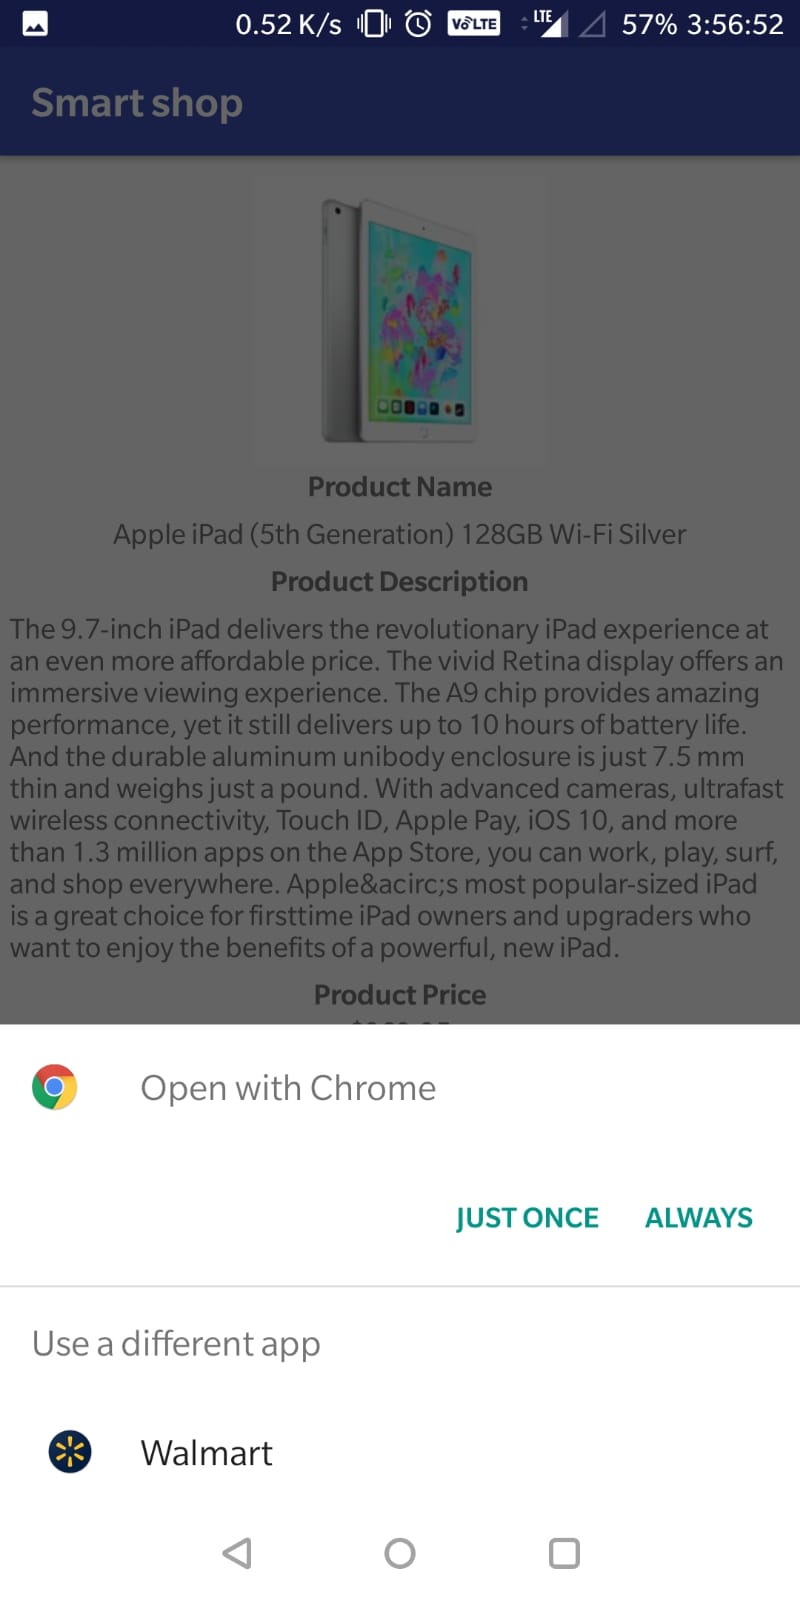 0.52 K/s VoLTE LTE 57% 3:56:52
Smart shop
Product Name
Apple iPad (5th Generation) 128GB Wi-Fi Silver
Product Description
The 9.7-inch iPad delivers the revolutionary iPad experience at
an even more affordable price. The vivid Retina display offers an
immersive viewing experience. The A9 chip provides amazing
performance, yet it still delivers up to 10 hours of battery life.
And the durable aluminum unibody enclosure is just 7.5 mm
thin and weighs just a pound. With advanced cameras, ultrafast
wireless connectivity, Touch ID, Apple Pay, iOS 10, and more
than 1.3 million apps on the App Store, you can work, play, surf,
and shop everywhere. Apple&acirc;s most popular-sized iPad
is a great choice for firsttime iPad owners and upgraders who
want to enjoy the benefits of a powerful, new iPad.
Product Price
Open with Chrome
JUST ONCE ALWAYS
Use a different app
Walmart